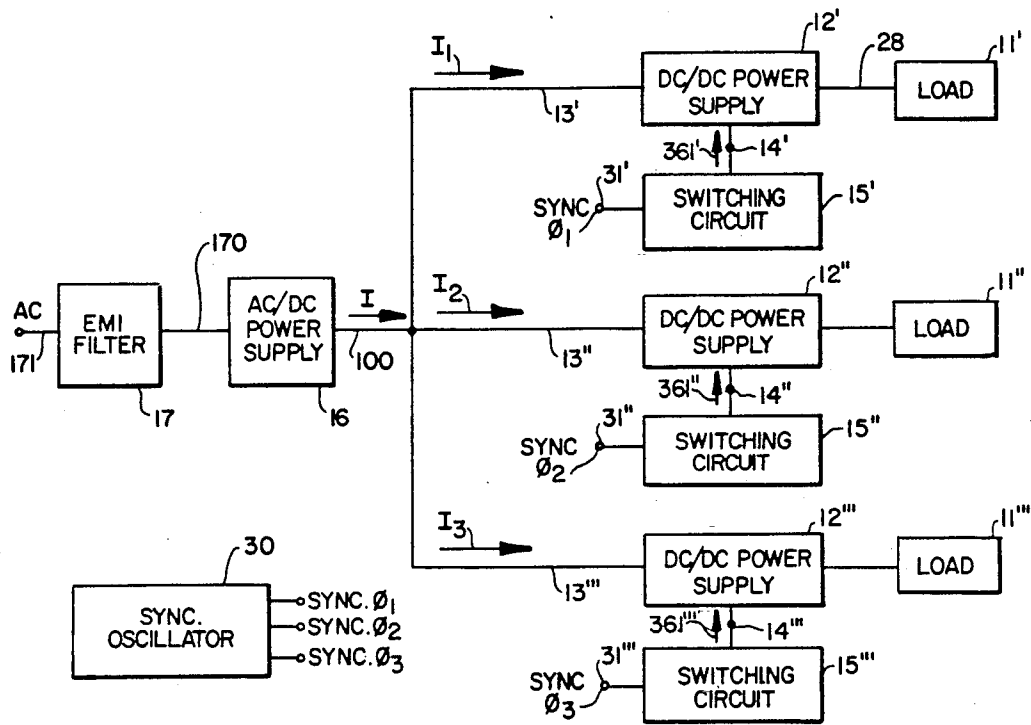 12'
28
11'
I1
DC/DC POWER
SUPPLY
LOAD
13'
361'
14'
31'
SYNC
Ø1
SWITCHING
CIRCUIT
15'
170
AC
171
EMI
FILTER
17
AC/DC
POWER
SUPPLY
16
I
100
I2
12"
11"
DC/DC POWER
SUPPLY
LOAD
13"
361"
14"
31"
SYNC
Ø2
SWITCHING
CIRCUIT
15"
I3
12'''
11'''
DC/DC POWER
SUPPLY
LOAD
13'''
361'''
14'''
31'''
SYNC
Ø3
SWITCHING
CIRCUIT
15'''
30
SYNC.
OSCILLATOR
SYNC.Ø1
SYNC.Ø2
SYNC.Ø3